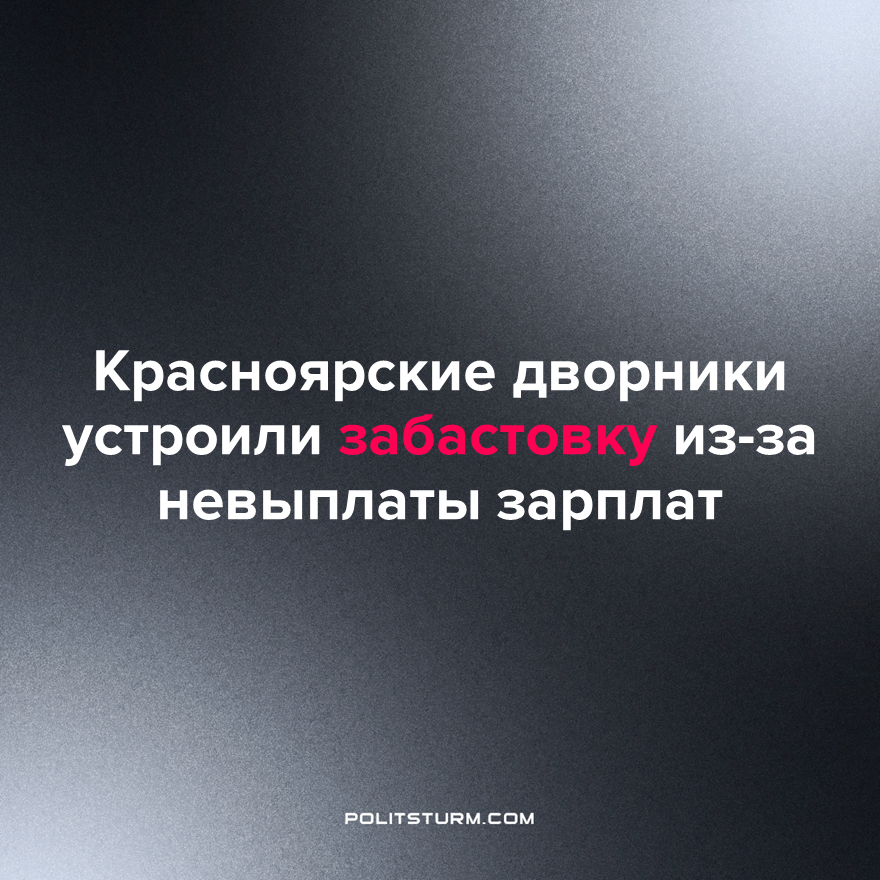 Красноярские дворники
устроили забастовку из-за
невыплаты зарплат
POLITSTURM.COM